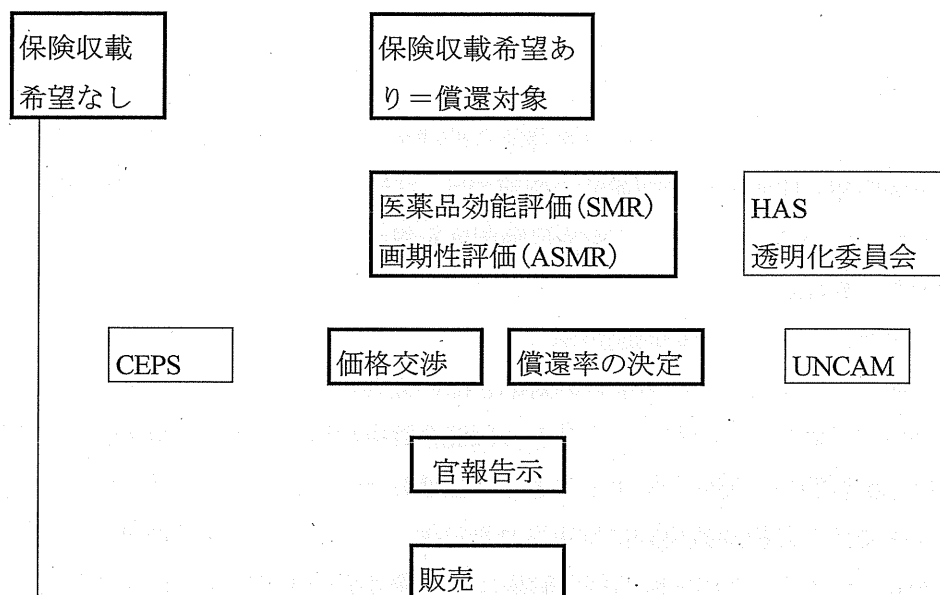 保険収載
希望なし
保険収載希望あ
り＝償還対象
医薬品効能評価(SMR)
画期性評価(ASMR)
HAS
透明化委員会
CEPS
価格交渉
償還率の決定
UNCAM
官報告示
販売